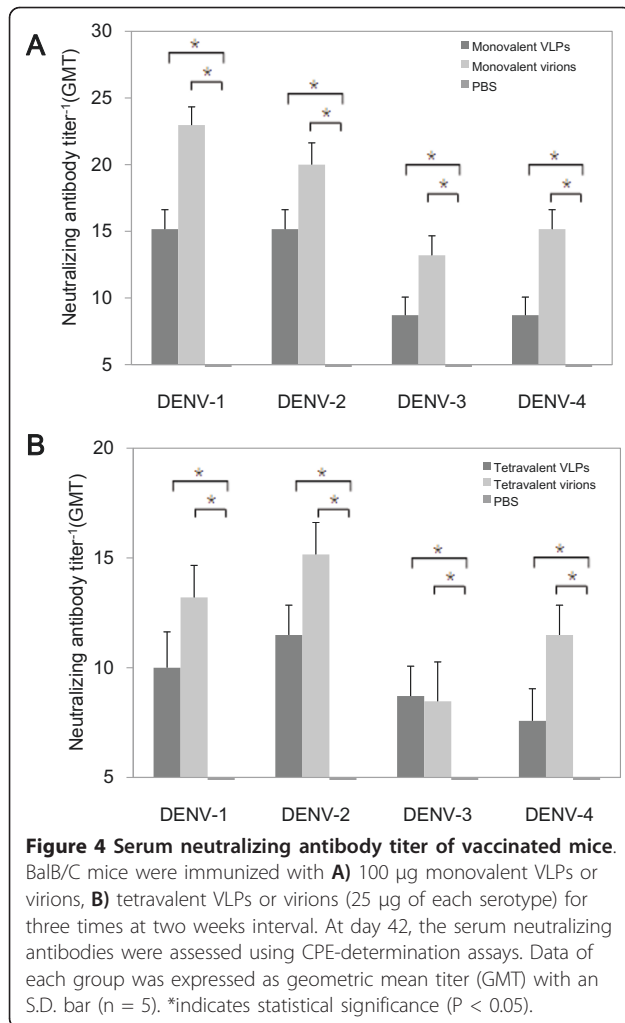 A
30
25
20
15
10
5
Neutralizing antibody titer⁻¹(GMT)
Monovalent VLPs
Monovalent virions
PBS
* * * *
* * * *
DENV-1 DENV-2 DENV-3 DENV-4
B
20
15
10
5
Neutralizing antibody titer⁻¹(GMT)
Tetravalent VLPs
Tetravalent virions
PBS
* * * *
* * * *
DENV-1 DENV-2 DENV-3 DENV-4
Figure 4 Serum neutralizing antibody titer of vaccinated mice.
BalB/C mice were immunized with A) 100 μg monovalent VLPs or
virions, B) tetravalent VLPs or virions (25 μg of each serotype) for
three times at two weeks interval. At day 42, the serum neutralizing
antibodies were assessed using CPE-determination assays. Data of
each group was expressed as geometric mean titer (GMT) with an
S.D. bar (n = 5). *indicates statistical significance (P < 0.05).